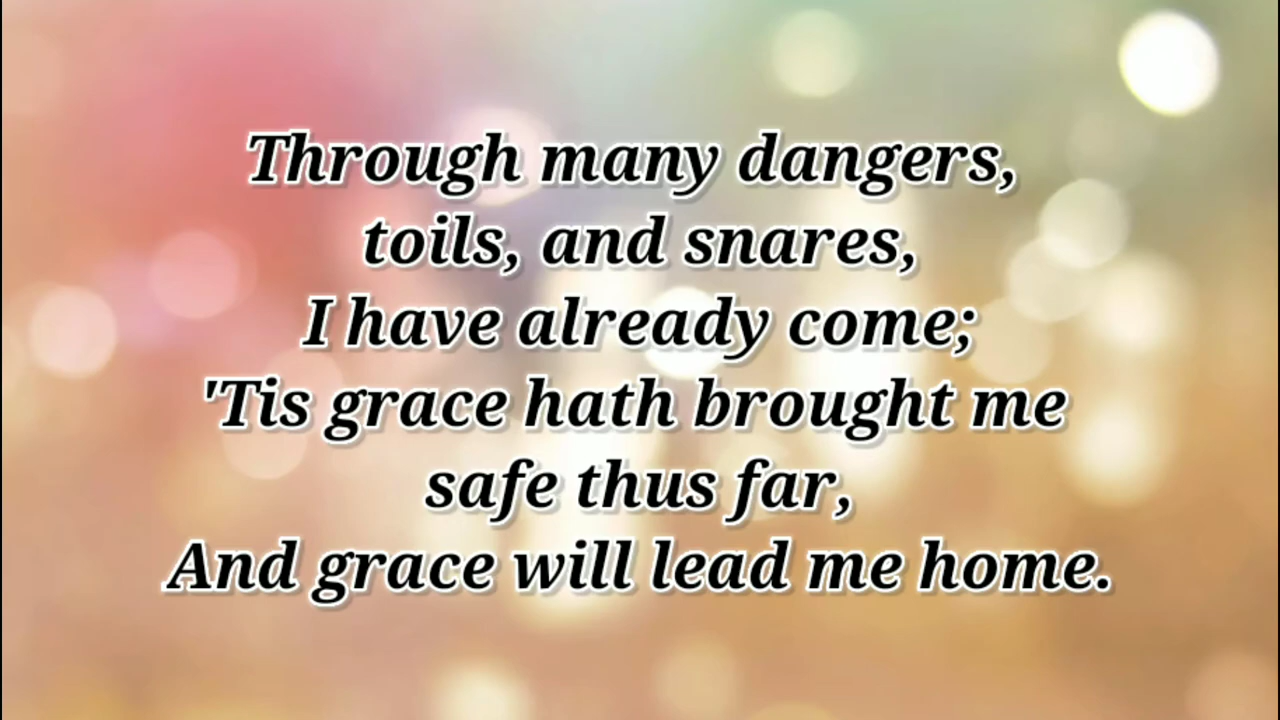 Through many dangers,
toils, and snares,
I have already come;
'Tis grace hath brought me
safe thus far,
And grace will lead me home.